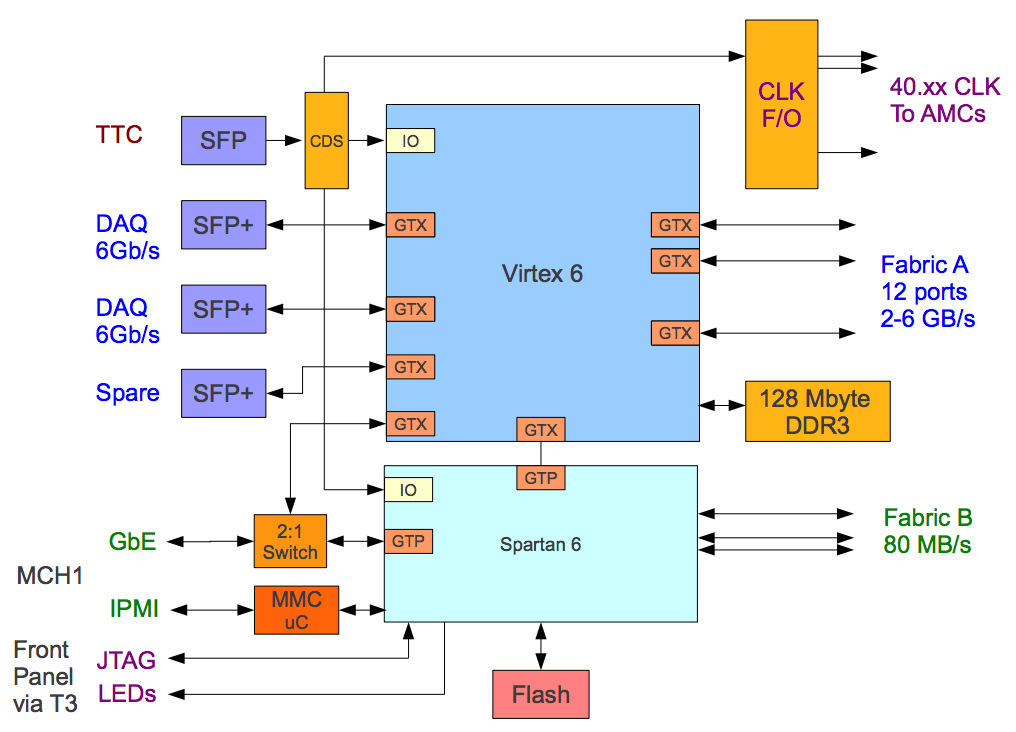 CLK
F/O
40.xx CLK
To AMCs
TTC
SFP
CDS
IO
DAQ
6Gb/s
SFP+
GTX
GTX
Virtex 6
GTX
Fabric A
12 ports
2-6 GB/s
DAQ
6Gb/s
SFP+
GTX
GTX
Spare
SFP+
GTX
128 Mbyte
DDR3
GTX
GTX
GTP
IO
Fabric B
80 MB/s
GbE
2:1
Switch
GTP
Spartan 6
MCH1
IPMI
MMC
uC
Front
Panel
via T3
JTAG
LEDs
Flash